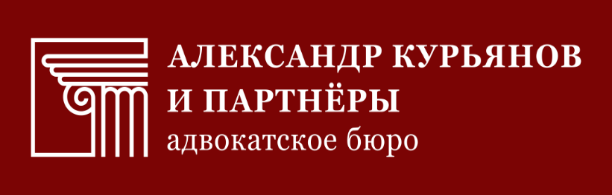 АЛЕКСАНДР КУРЬЯНОВ
И ПАРТНЁРЫ
адвокатское бюро